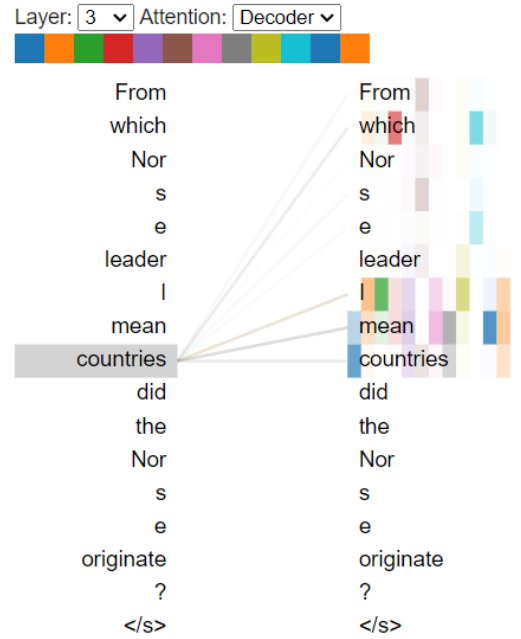 Layer: 3 Attention: Decoder
From From
which which
Nor Nor
s s
e e
leader leader
I I
mean mean
countries countries
did did
the the
Nor Nor
s s
e e
originate originate
? ?
</s> </s>